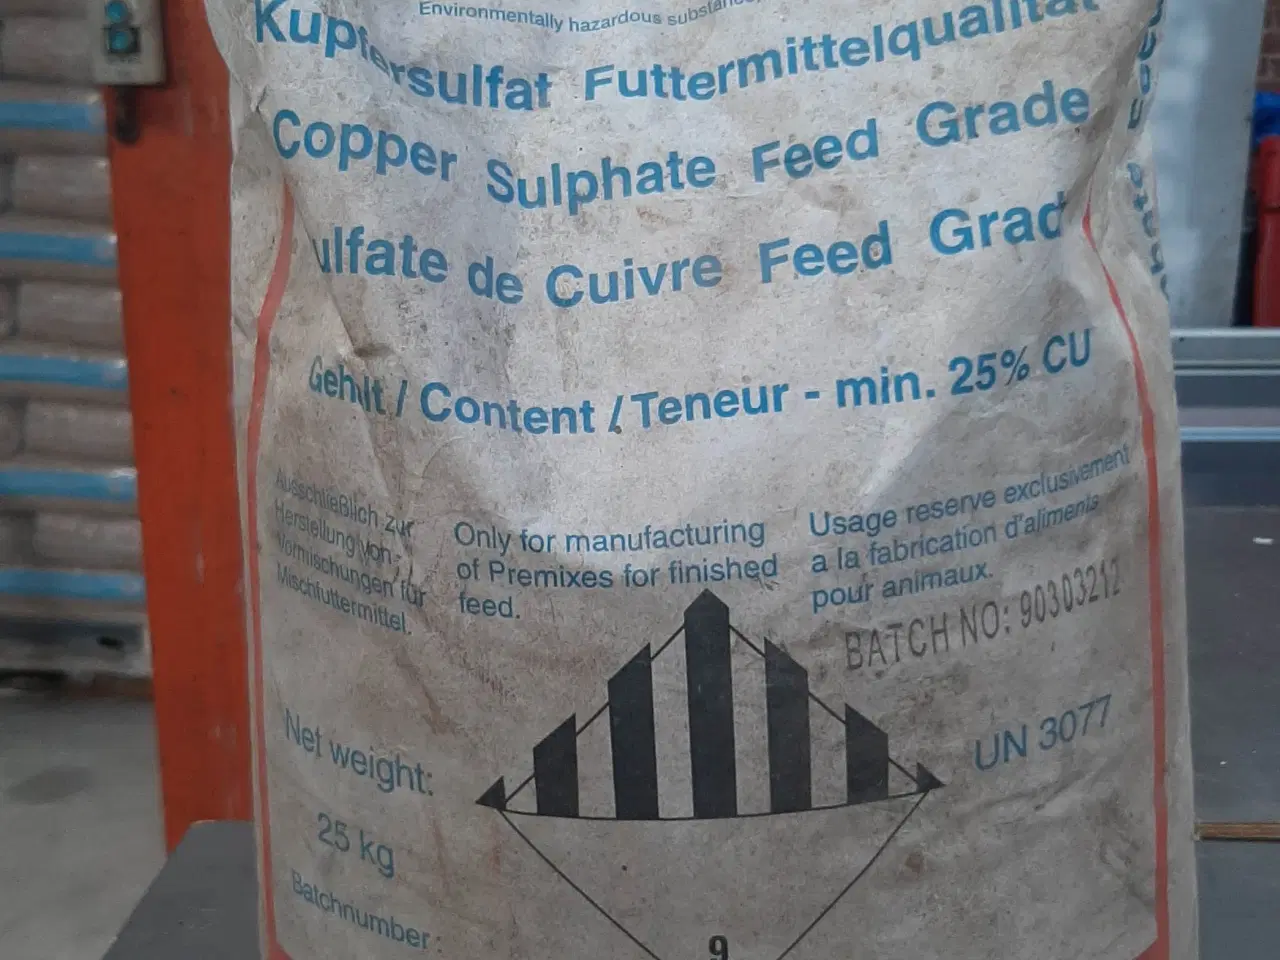 Environmentally hazardous substance
Kupfersulfat Futtermittelqualität
Copper Sulphate Feed Grade
ulfate de Cuivre Feed Grad
Gehlt / Content / Teneur - min. 25% CU
Ausschließlich zur
Herstellung von
Vormischungen für
Mischfuttermittel.
Only for manufacturing
of Premixes for finished
feed.
Usage reserve exclusivement
a la fabrication d'aliments
pour animaux.
BATCH NO: 90303212
UN 3077
Net weight:
25 kg
Batchnumber:
9